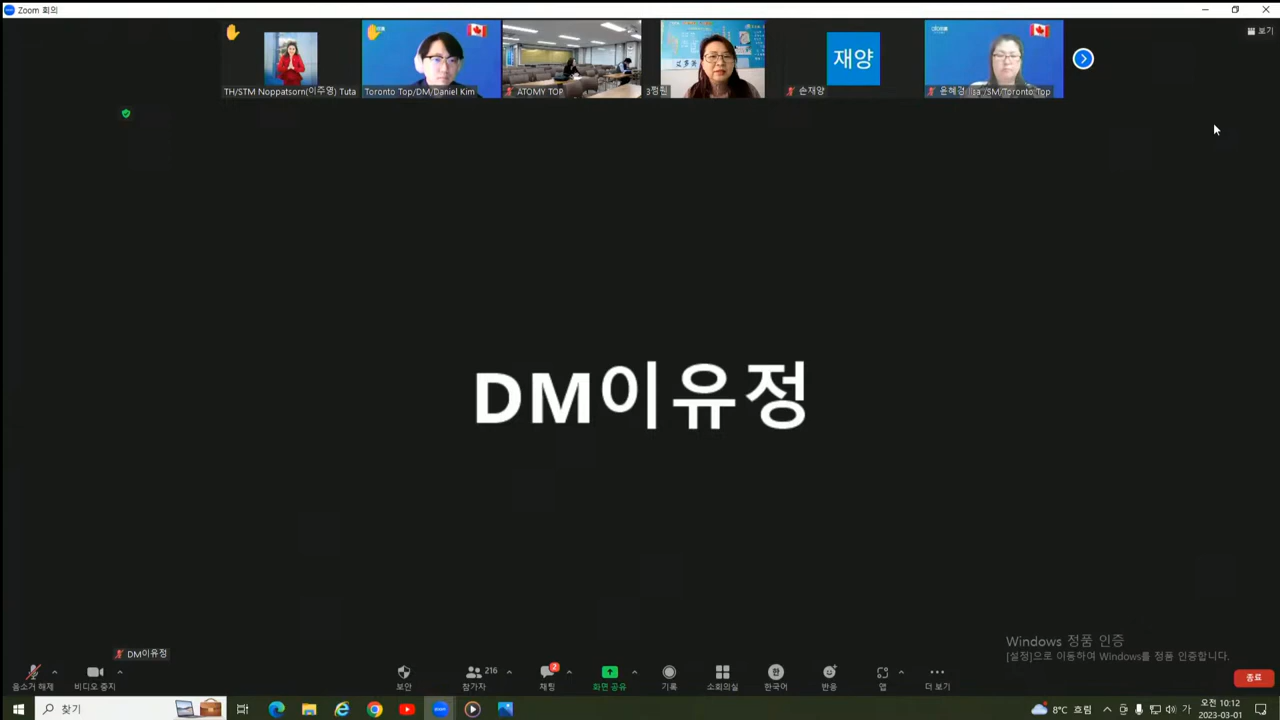 Zoom 회의
보기
TH/STM Noppatsorn(이주영) Tuta
Toronto Top/DM/Daniel Kim
ATOMY TOP
재양
손재양
윤혜경
/SM/Toronto Top
DM이유정
DM이유정
Windows 정품 인증
[설정]으로 이동하여 Windows를 정품 인증합니다.
음소거 해제
비디오 중지
보안
216
참가자
2
채팅
화면 공유
기록
소회의실
한
한국어
반응
앱
더 보기
종료
찾기
zoom
8°C 흐림
가
오전 10:12
2023-03-01